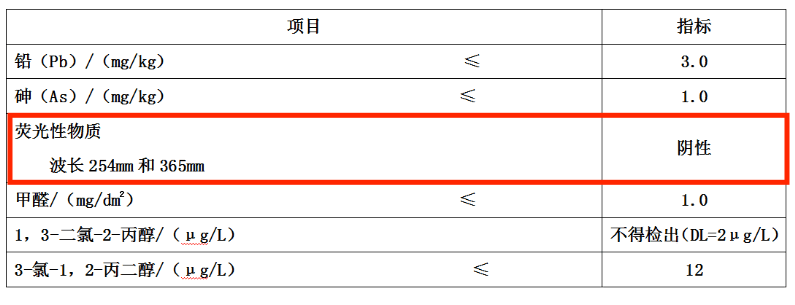 项目 指标
铅（Pb）/（mg/kg） ≤ 3.0
砷（As）/（mg/kg） ≤ 1.0
荧光性物质
波长 254mm 和 365mm 阴性
甲醛/（mg/dm²） ≤ 1.0
1，3-二氯-2-丙醇/（μg/L） 不得检出(DL=2μg/L)
3-氯-1，2-丙二醇/（μg/L） ≤ 12